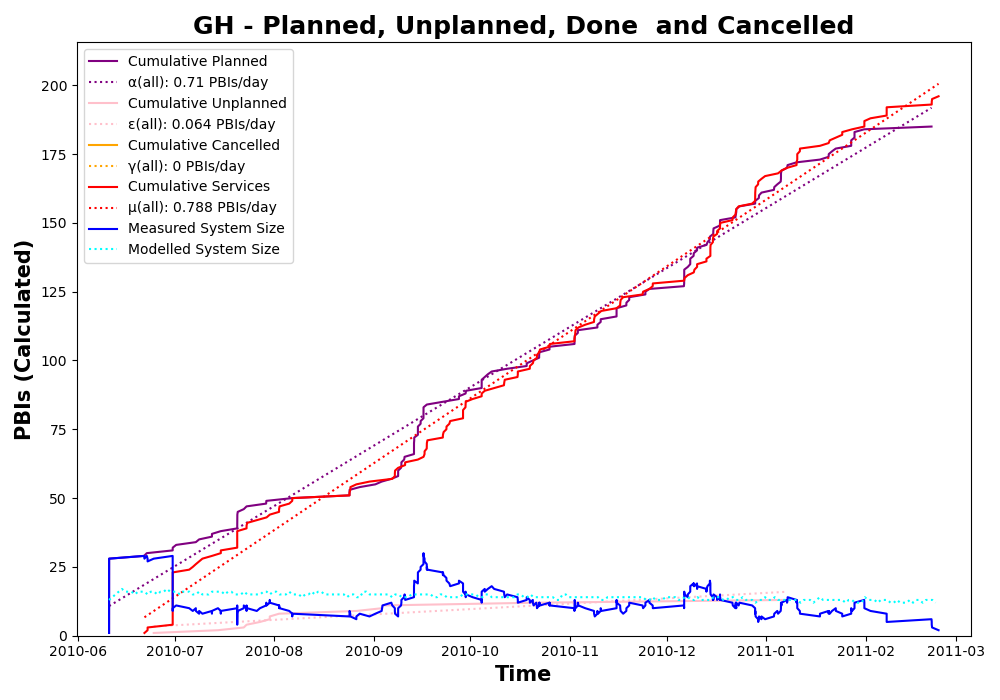 GH - Planned, Unplanned, Done  and Cancelled
Cumulative Planned
α(all): 0.71 PBIs/day
Cumulative Unplanned
ε(all): 0.064 PBIs/day
Cumulative Cancelled
γ(all): 0 PBIs/day
Cumulative Services
μ(all): 0.788 PBIs/day
Measured System Size
Modelled System Size
PBIs (Calculated)
200
175
150
125
100
75
50
25
0
2010-06 2010-07 2010-08 2010-09 2010-10 2010-11 2010-12 2011-01 2011-02 2011-03
Time